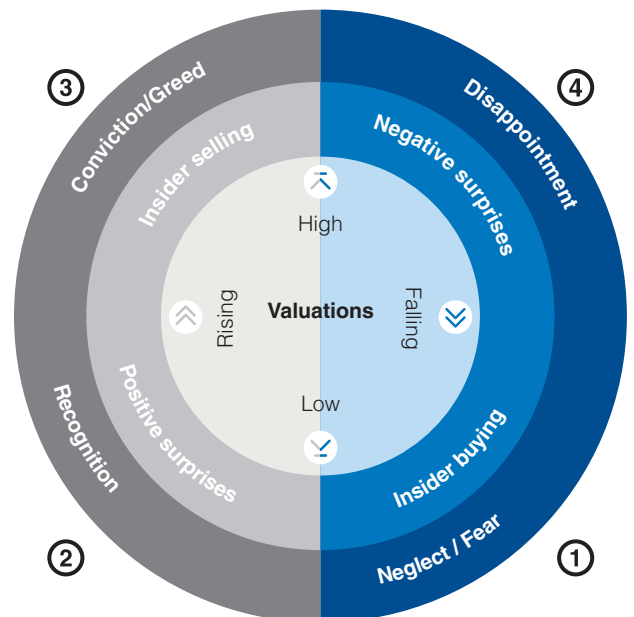 3
4
Conviction/Greed
Disappointment
Insider selling
Negative surprises
High
Rising
Valuations
Falling
Low
Recognition
Positive surprises
Insider buying
Neglect / Fear
2
1